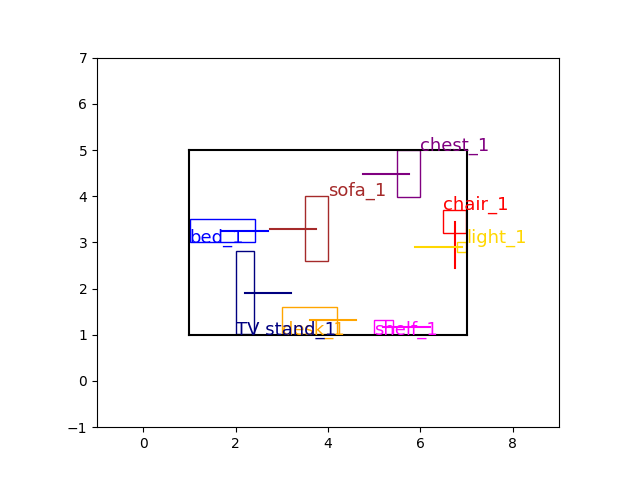 7
6
5
4
3
2
1
0
−1
chest_1
sofa_1
chair_1
bed_1
light_1
TV stand_1
desk_1
shelf_1
0 2 4 6 8